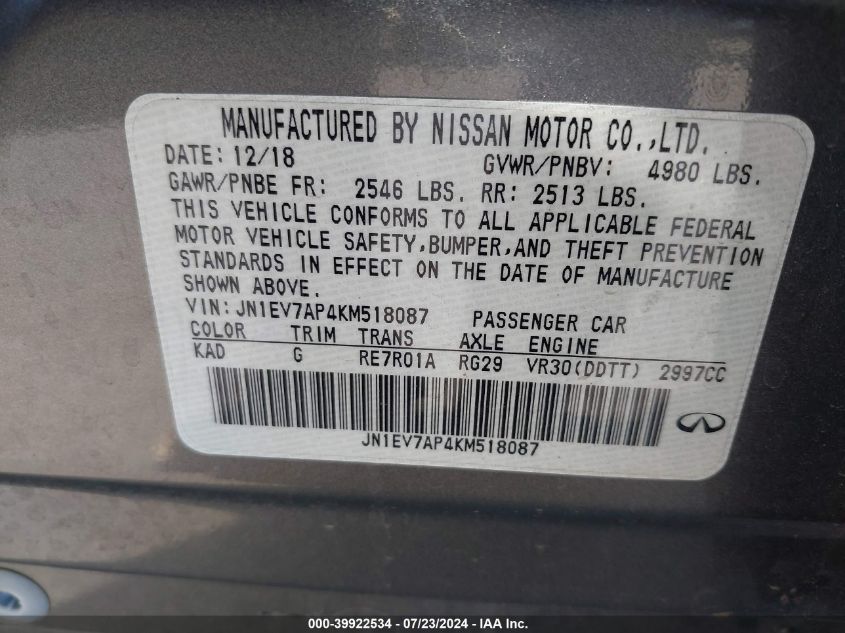 MANUFACTURED BY NISSAN MOTOR CO.,LTD.
DATE: 12/18 GVWR/PNBV: 4980 LBS.
GAWR/PNBE FR: 2546 LBS. RR: 2513 LBS.
THIS VEHICLE CONFORMS TO ALL APPLICABLE FEDERAL
MOTOR VEHICLE SAFETY,BUMPER,AND THEFT PREVENTION
STANDARDS IN EFFECT ON THE DATE OF MANUFACTURE
SHOWN ABOVE.
VIN:JN1EV7AP4KM518087 PASSENGER CAR
COLOR TRIM TRANS AXLE ENGINE
KAD G RE7R01A RG29 VR30(DDTT) 2997CC
JN1EV7AP4KM518087
000-39922534 - 07/23/2024 - IAAI Inc.